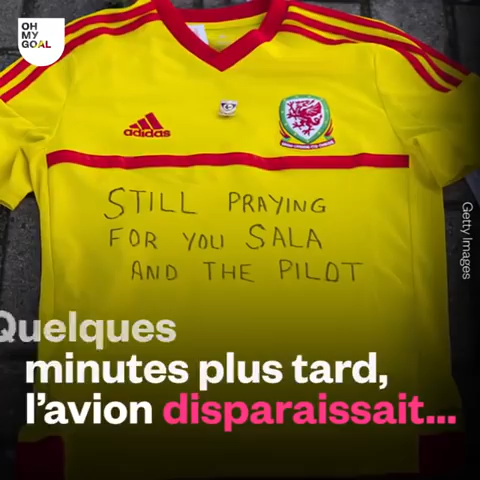 OH
MY
GOAL
adidas
STILL PRAYING
FOR YOU SALA
AND THE PILOT
Getty Images
Quelques
minutes plus tard,
l'avion disparaissait...